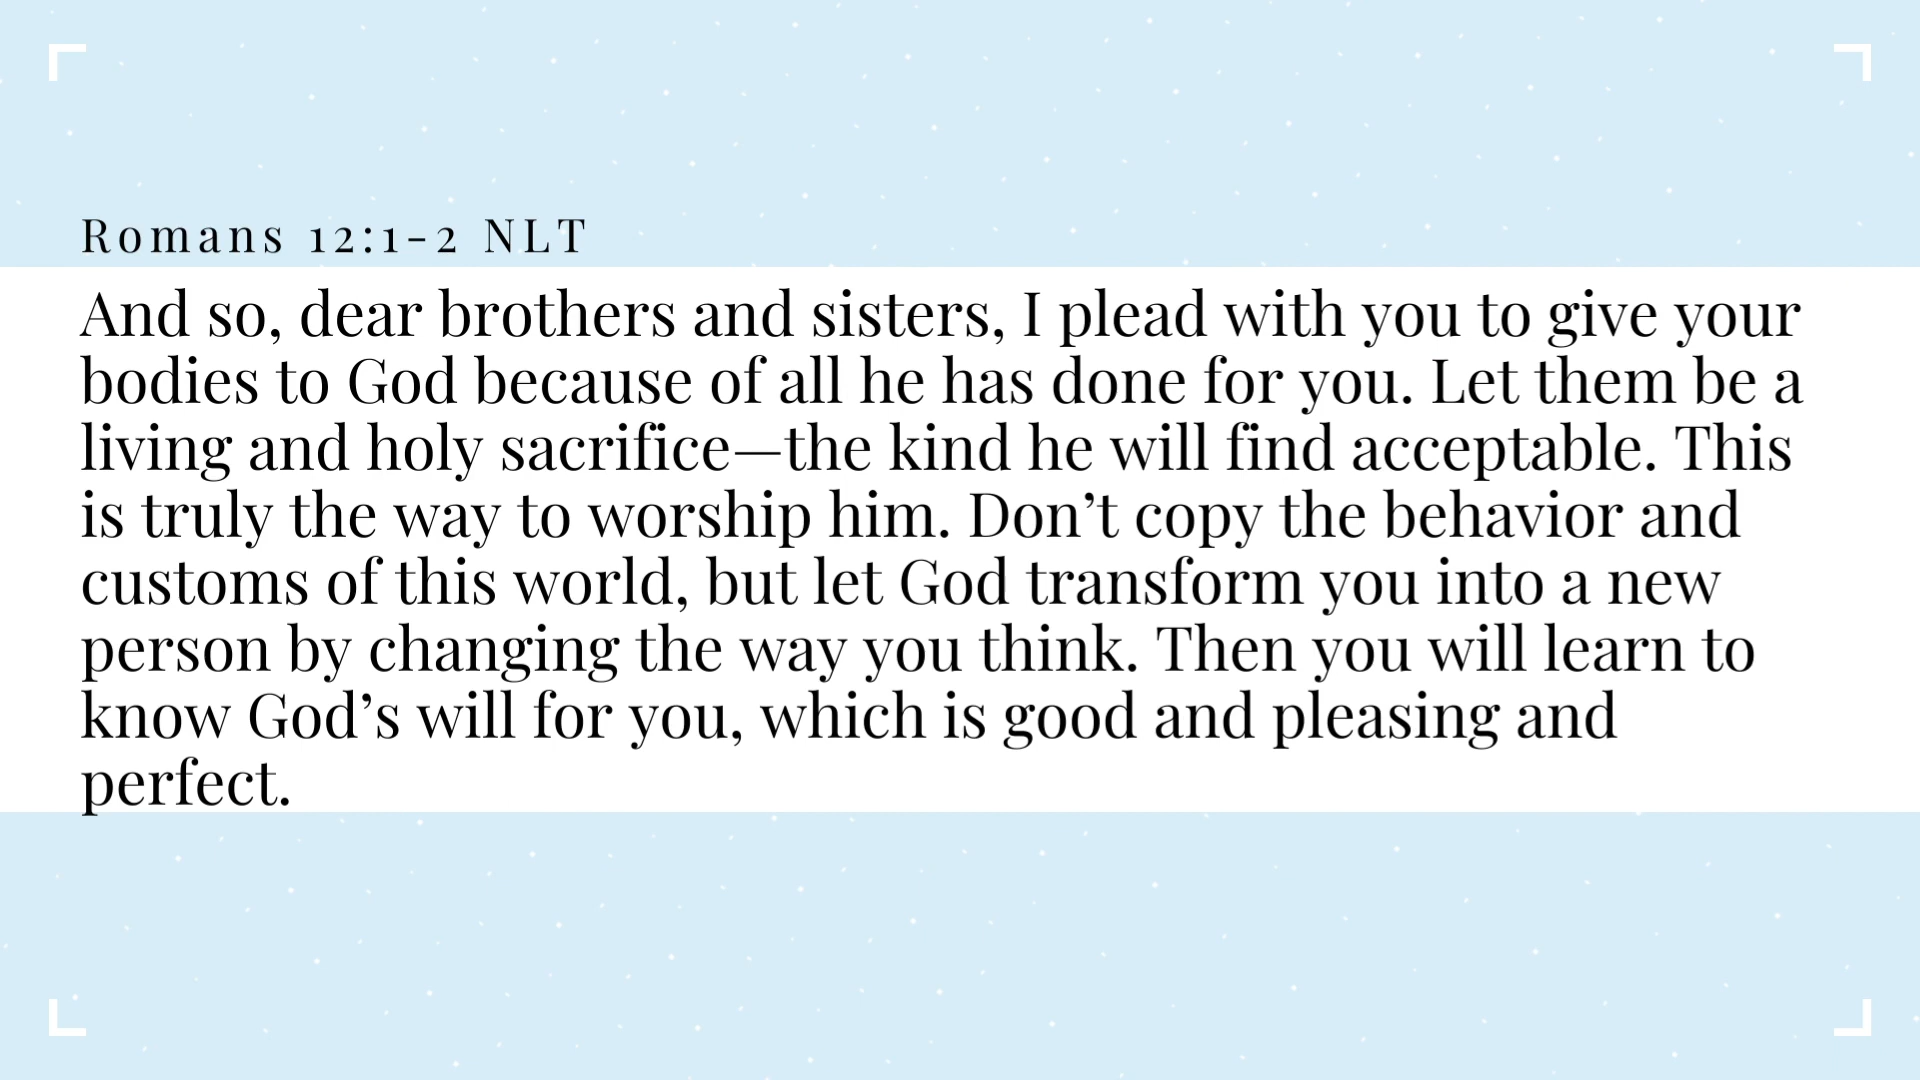 Romans 12:1-2 NLT
And so, dear brothers and sisters, I plead with you to give your
bodies to God because of all he has done for you. Let them be a
living and holy sacrifice—the kind he will find acceptable. This
is truly the way to worship him. Don’t copy the behavior and
customs of this world, but let God transform you into a new
person by changing the way you think. Then you will learn to
know God’s will for you, which is good and pleasing and
perfect.